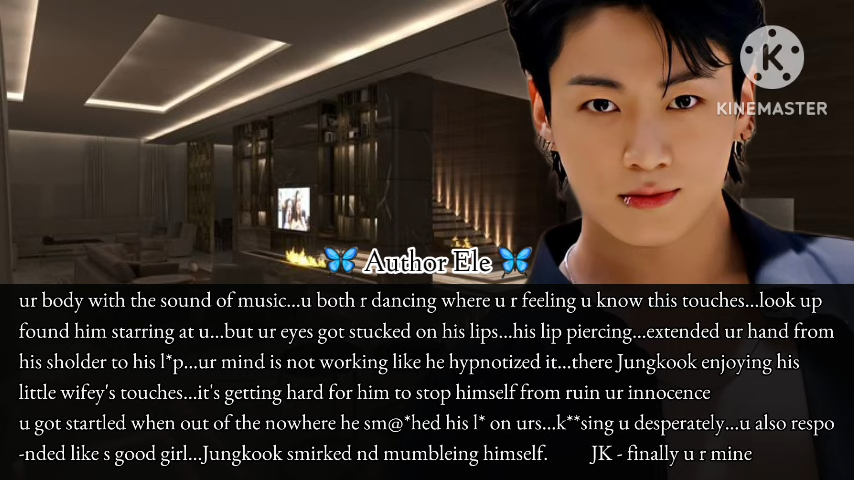 KINEMASTER
🦋 Author Ele 🦋
ur body with the sound of music...u both r dancing where u r feeling u know this touches...look up
found him starring at u...but ur eyes got stucked on his lips...his lip piercing...extended ur hand from
his sholder to his l*p...ur mind is not working like he hypnotized it...there Jungkook enjoying his
little wifey's touches...it's getting hard for him to stop himself from ruin ur innocence
u got startled when out of the nowhere he sm@*hed his l* on urs...k**sing u desperately...u also respo
-nded like s good girl...Jungkook smirked nd mumbleing himself. JK - finally u r mine